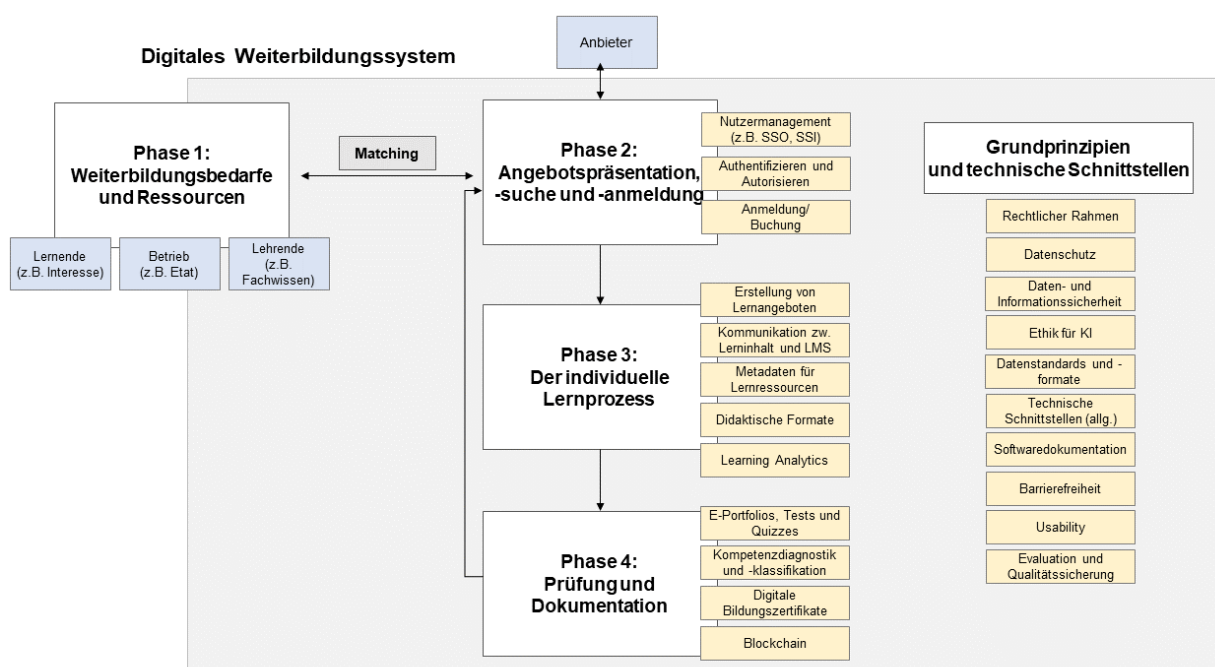 Anbieter
Digitales Weiterbildungssystem
Phase 1:
Weiterbildungsbedarfe
und Ressourcen
Lernende
(z.B. Interesse)
Betrieb
(z.B. Etat)
Lehrende
(z.B.
Fachwissen)
Matching
Phase 2:
Angebotspräsentation,
-suche und -anmeldung
Nutzermanagement
(z.B. SSO, SSI)
Authentifizieren und
Autorisieren
Anmeldung/
Buchung
Phase 3:
Der individuelle
Lernprozess
Erstellung von
Lernangeboten
Kommunikation zw.
Lerninhalt und LMS
Metadaten für
Lernressourcen
Didaktische Formate
Learning Analytics
Phase 4:
Prüfung und
Dokumentation
E-Portfolios, Tests und
Quizzes
Kompetenzdiagnostik
und -klassifikation
Digitale
Bildungszertifikate
Blockchain
Grundprinzipien
und technische Schnittstellen
Rechtlicher Rahmen
Datenschutz
Daten- und
Informationssicherheit
Ethik für KI
Datenstandards und -
formate
Technische
Schnittstellen (allg.)
Softwaredokumentation
Barrierefreiheit
Usability
Evaluation und
Qualitätssicherung